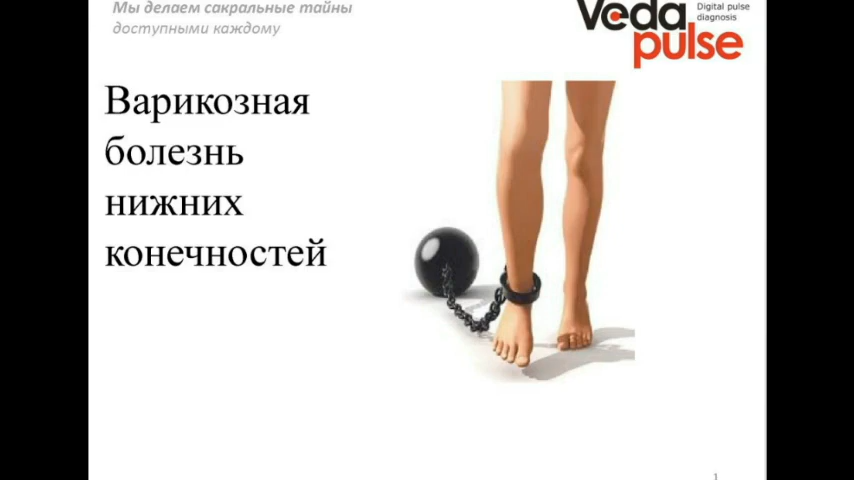 Мы делаем сакральные тайны
доступными каждому
Veda
pulse
Digital pulse
diagnosis
Варикозная
болезнь
нижних
конечностей
1